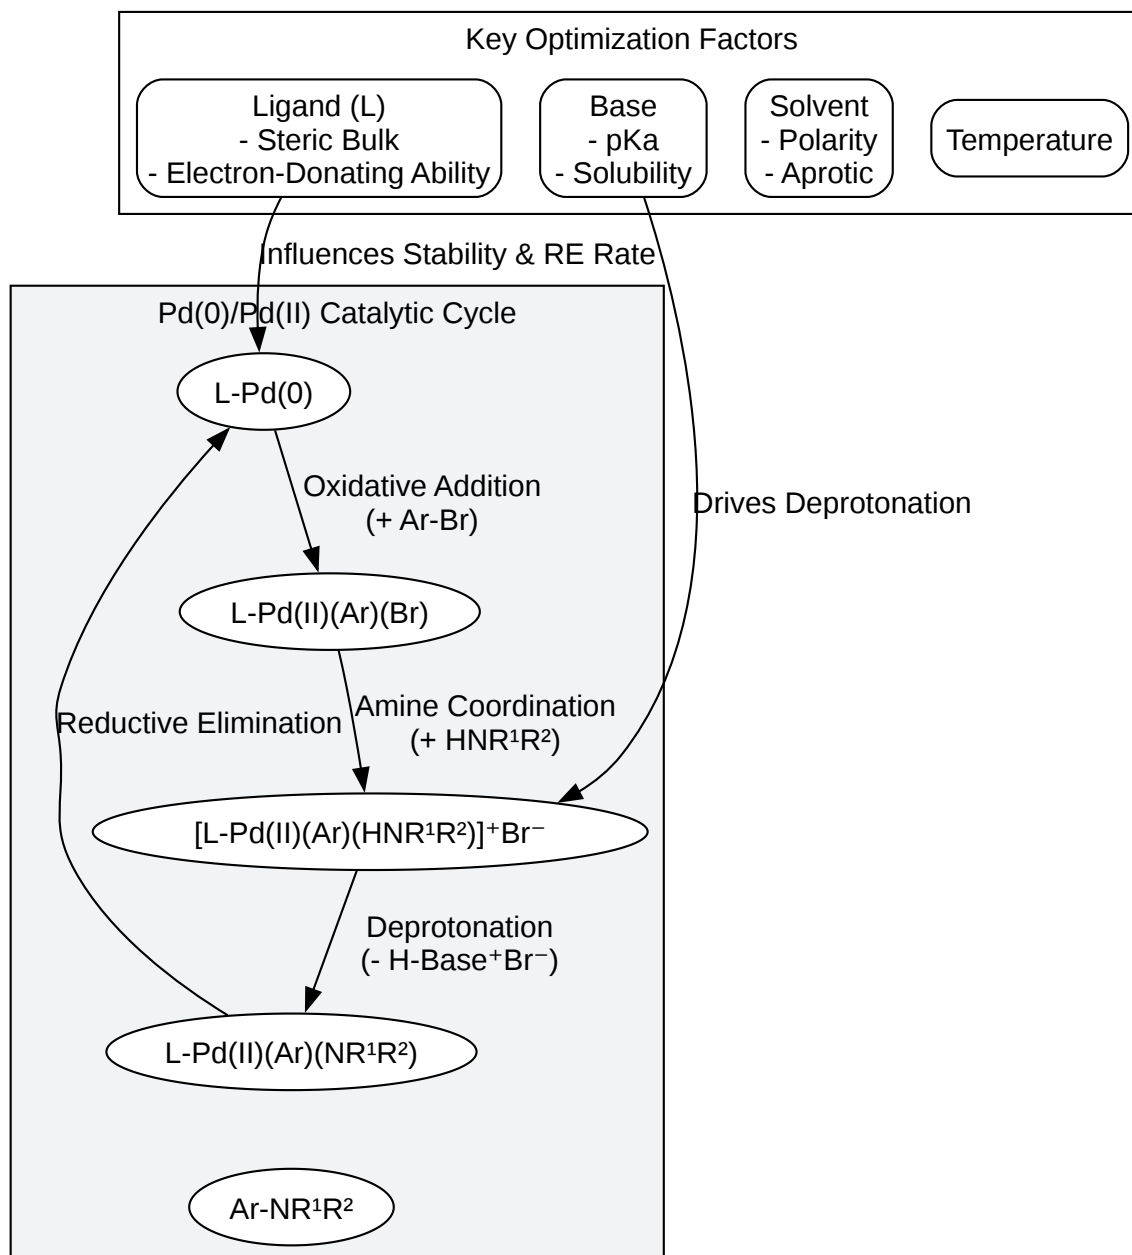 Key Optimization Factors
Ligand (L)
- Steric Bulk
- Electron-Donating Ability
Base
- pKa
- Solubility
Solvent
- Polarity
- Aprotic
Temperature
Influences Stability & RE Rate
Pd(0)/Pd(II) Catalytic Cycle
L-Pd(0)
Oxidative Addition
(+ Ar-Br)
Drives Deprotonation
L-Pd(II)(Ar)(Br)
Reductive Elimination
Amine Coordination
(+ HNR¹R²)
[L-Pd(II)(Ar)(HNR¹R²)]⁺Br⁻
Deprotonation
(- H-Base⁺Br⁻)
L-Pd(II)(Ar)(NR¹R²)
Ar-NR¹R²